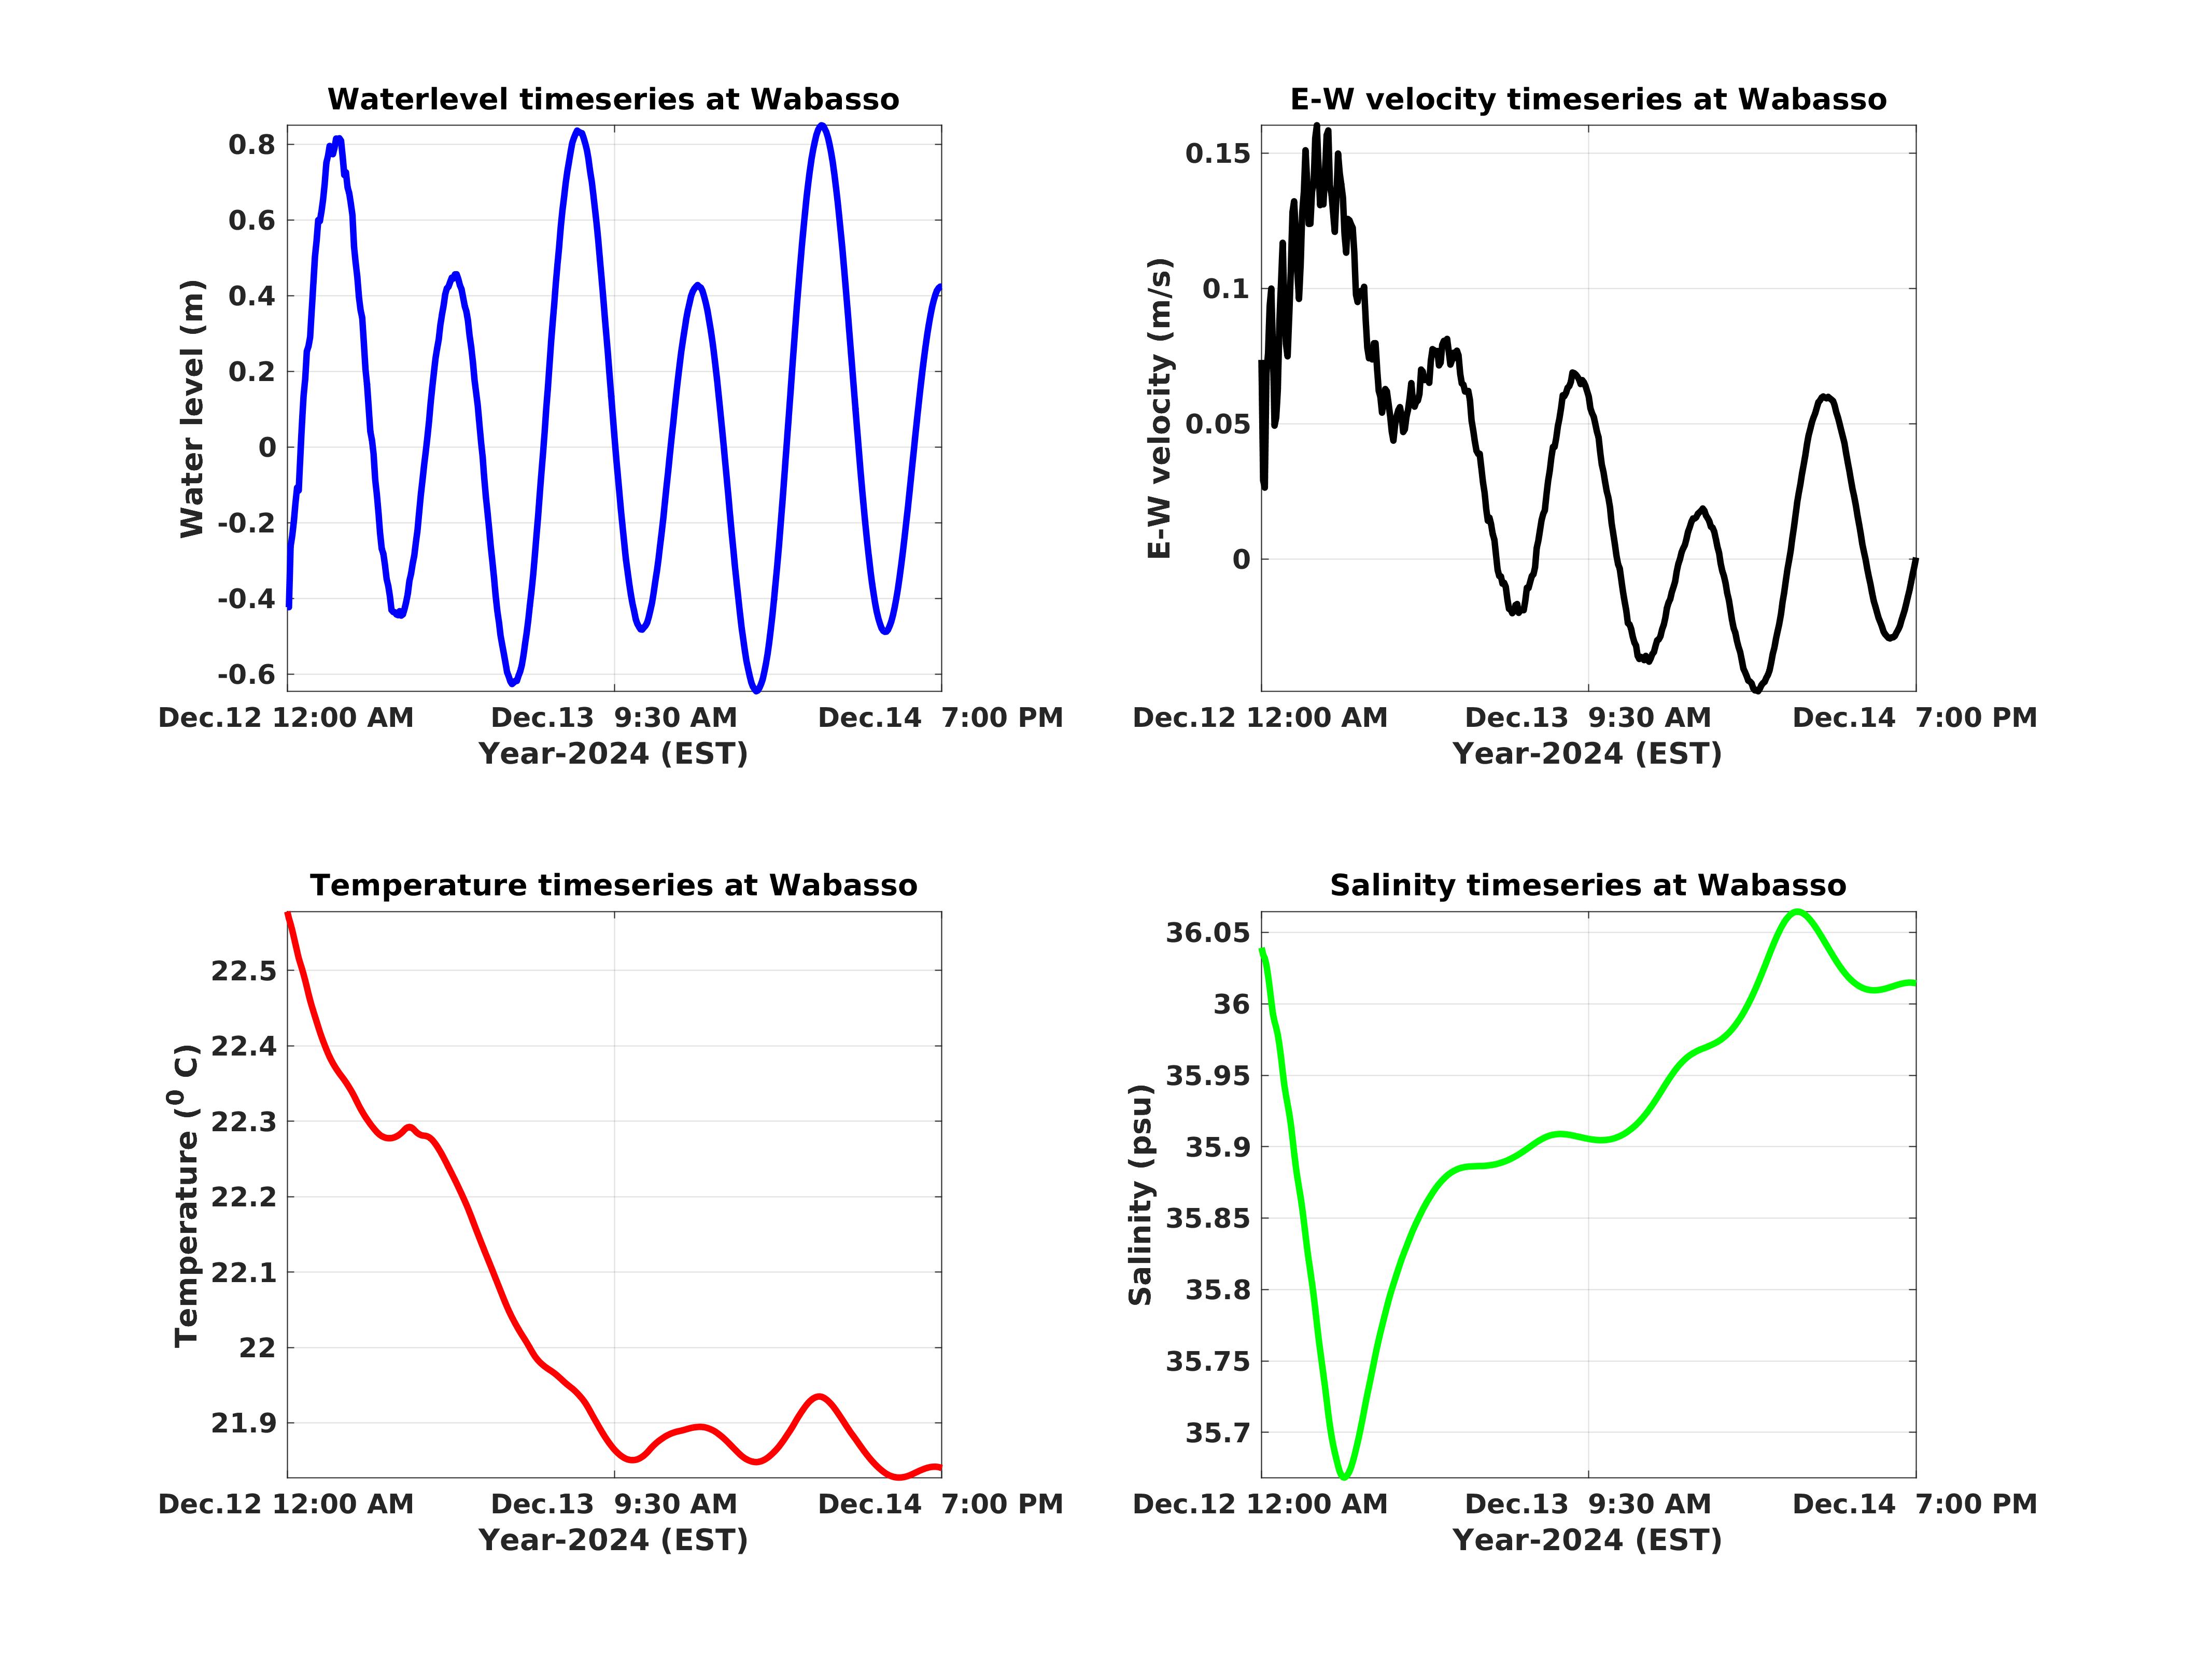 Waterlevel timeseries at Wabasso
0.8
0.6
0.4
0.2
0
-0.2
-0.4
-0.6
Water level (m)
Dec.12 12:00 AM Dec.13 9:30 AM Dec.14 7:00 PM
Year-2024 (EST)
E-W velocity timeseries at Wabasso
0.15
0.1
0.05
0
E-W velocity (m/s)
Dec.12 12:00 AM Dec.13 9:30 AM Dec.14 7:00 PM
Year-2024 (EST)
Temperature timeseries at Wabasso
22.5
22.4
22.3
22.2
22.1
22
21.9
Temperature (⁰ C)
Dec.12 12:00 AM Dec.13 9:30 AM Dec.14 7:00 PM
Year-2024 (EST)
Salinity timeseries at Wabasso
36.05
36
35.95
35.9
35.85
35.8
35.75
35.7
Salinity (psu)
Dec.12 12:00 AM Dec.13 9:30 AM Dec.14 7:00 PM
Year-2024 (EST)